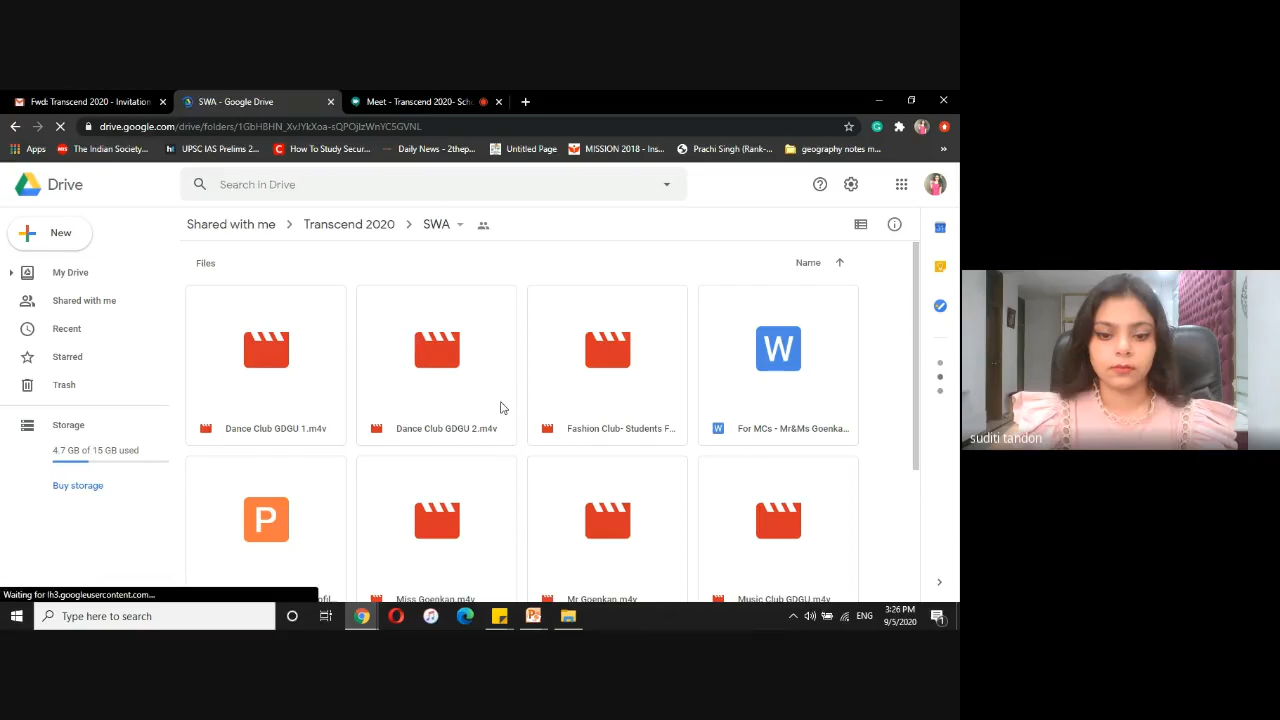 Fwd: Transcend 2020 - Invitation
SWA - Google Drive
Meet - Transcend 2020- Scho
drive.google.com/drive/folders/1GbHBHN_XvJYkXoa-sQPOjlzWnYC5GVNL
Apps
The Indian Society...
UPSC IAS Prelims 2...
How To Study Secur...
Daily News - 2thep...
Untitled Page
MISSION 2018 - Ins...
Prachi Singh (Rank-...
geography notes m...
»
Drive
Search in Drive
New
Shared with me
Transcend 2020
SWA
My Drive
Files
Name
Shared with me
Recent
Starred
Trash
Storage
4.7 GB of 15 GB used
Buy storage
Dance Club GDGU 1.m4v
Dance Club GDGU 2.m4v
Fashion Club- Students F...
W
For MCs - Mr&Ms Goenka...
P
Miss Goenkan.m4v
Mr Goenkan.m4v
Music Club GDGU.m4v
Waiting for lh3.googleusercontent.com...
Type here to search
ENG
3:26 PM
9/5/2020
suditi tandon